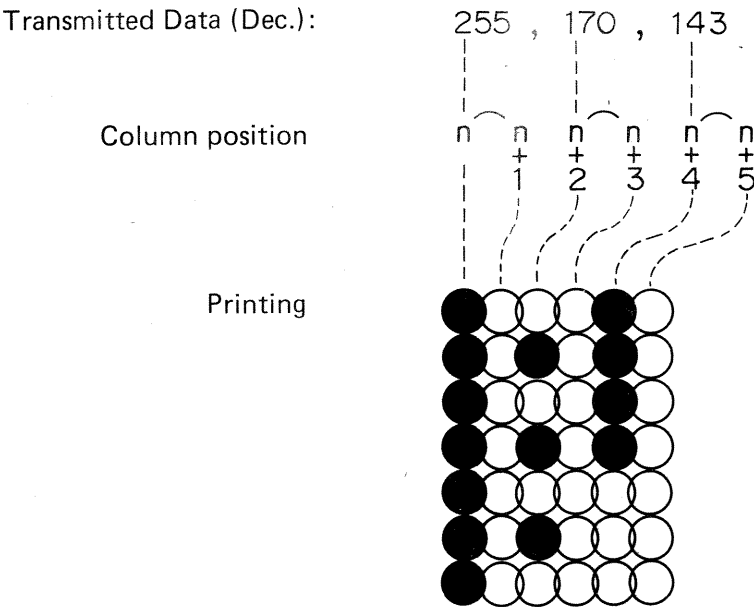 Transmitted Data (Dec.): 255 , 170 , 143
Column position n n n n n n
+ + + + +
1 2 3 4 5
Printing